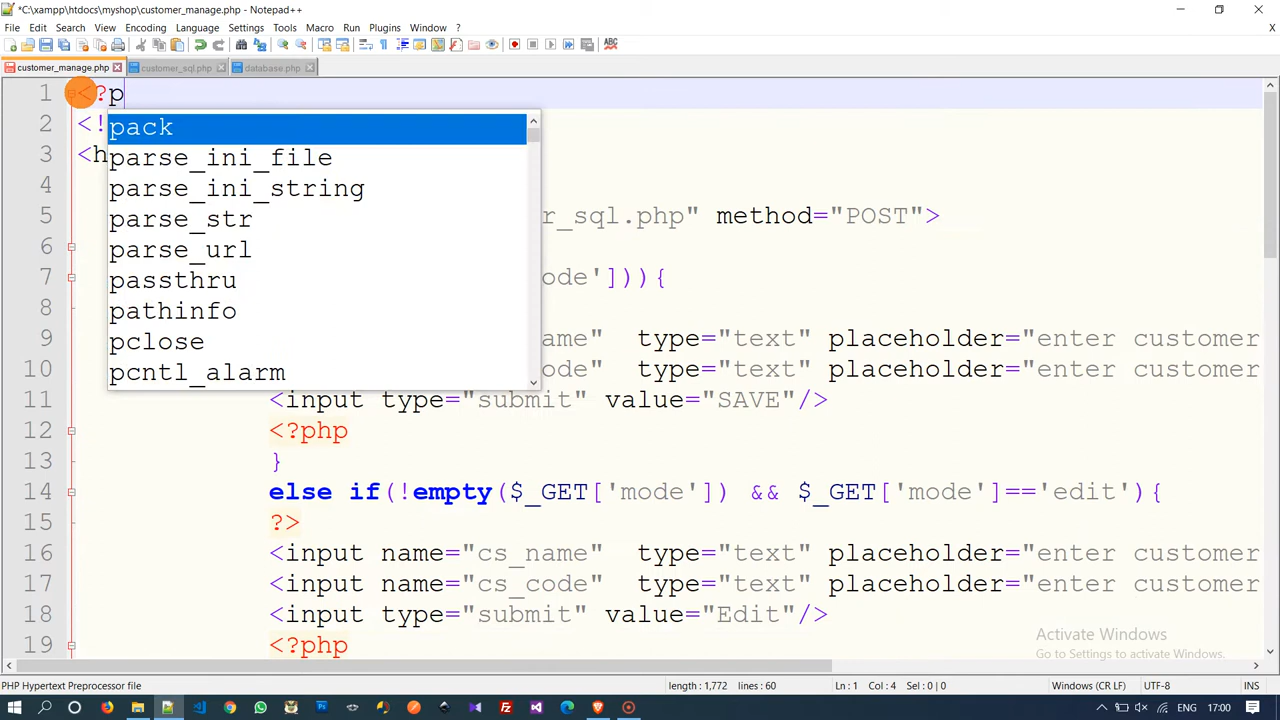 *C:\xampp\htdocs\myshop\customer_manage.php - Notepad++
File Edit Search View Encoding Language Settings Tools Macro Run Plugins Window ?
X
customer_manage.php customer_sql.php database.php
1 <?p
pack
parse_ini_file
parse_ini_string
parse_str
parse_url
passthru
pathinfo
pclose
pcntl_alarm
2 <!
3 <h
4
5 r_sql.php" method="POST">
6
7 ode'])){
8
9 ame" type="text" placeholder="enter customer
10 ode" type="text" placeholder="enter customer
11 <input type="submit" value="SAVE"/>
12 <?php
13 }
14 else if(!empty($_GET['mode']) && $_GET['mode']=='edit'){
15 ?>
16 <input name="cs_name" type="text" placeholder="enter customer
17 <input name="cs_code" type="text" placeholder="enter customer
18 <input type="submit" value="Edit"/>
19 <?php
Activate Windows
Go to Settings to activate Windows.
PHP Hypertext Preprocessor file length : 1,772 lines : 60 Ln : 1 Col : 4 Sel : 0 | 0 Windows (CR LF) UTF-8 INS
ENG 17:00